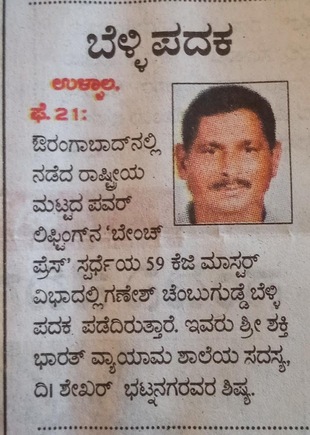 ಬೆಳ್ಳಿ ಪದಕ
ಉಳ್ಳಾಲ,
ಫೆ. 21:
ಔರಂಗಾಬಾದ್‌ನಲ್ಲಿ
ನಡೆದ ರಾಷ್ಟ್ರೀಯ
ಮಟ್ಟದ ಪವರ್
ಲಿಫ್ಟಿಂಗ್‌ನ 'ಬೇಂಚ್
ಪ್ರೆಸ್' ಸ್ಪರ್ಧೆಯ 59 ಕೆಜಿ ಮಾಸ್ಟರ್
ವಿಭಾದಲ್ಲಿ ಗಣೇಶ್ ಚೆಂಬುಗುಡ್ಡೆ ಬೆಳ್ಳಿ
ಪದಕ ಪಡೆದಿರುತ್ತಾರೆ. ಇವರು ಶ್ರೀ ಶಕ್ತಿ
ಭಾರತ್ ವ್ಯಾಯಾಮ ಶಾಲೆಯ ಸದಸ್ಯ,
ದಿ। ಶೇಖರ್ ಭಟ್ನನಗರವರ ಶಿಷ್ಯ.